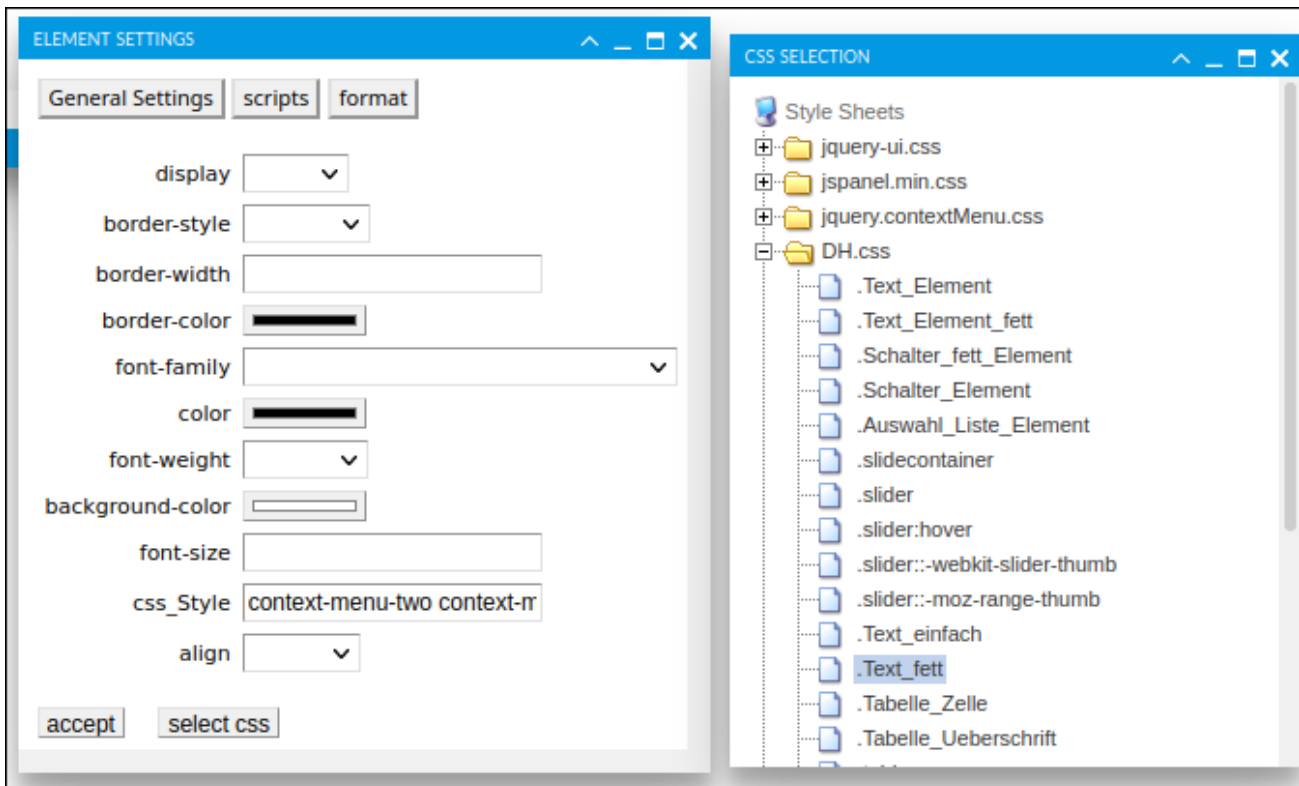 ELEMENT SETTINGS
General Settings scripts format
display
border-style
border-width
border-color
font-family
color
font-weight
background-color
font-size
css_Style context-menu-two context-m
align
accept select css
CSS SELECTION
Style Sheets
jquery-ui.css
jspanel.min.css
jquery.contextMenu.css
DH.css
.Text_Element
.Text_Element_fett
.Schalter_fett_Element
.Schalter_Element
.Auswahl_Liste_Element
.slidecontainer
.slider
.slider:hover
.slider::-webkit-slider-thumb
.slider::-moz-range-thumb
.Text_einfach
.Text_fett
.Tabelle_Zelle
.Tabelle_Ueberschrift